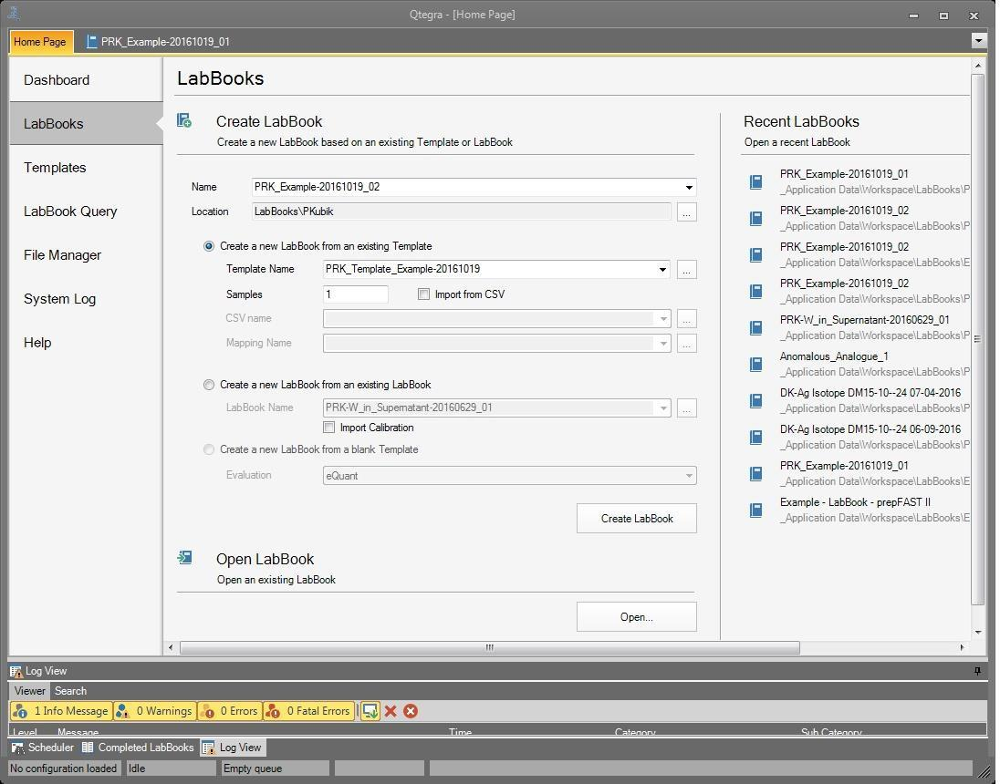 Qtegra - [Home Page]
Home Page PRK_Example-20161019_01
Dashboard
LabBooks
Templates
LabBook Query
File Manager
System Log
Help
LabBooks
Create LabBook
Create a new LabBook based on an existing Template or LabBook
Name PRK_Example-20161019_02
Location LabBooks\PKubik ...
Create a new LabBook from an existing Template
Template Name PRK_Template_Example-20161019 ...
Samples 1 Import from CSV
CSV name ...
Mapping Name ...
Create a new LabBook from an existing LabBook
LabBook Name PRK-W_in_Supernatant-20160629_01 ...
Import Calibration
Create a new LabBook from a blank Template
Evaluation eQuant
Create LabBook
Open LabBook
Open an existing LabBook
Open...
Recent LabBooks
Open a recent LabBook
PRK_Example-20161019_01
_Application Data\Workspace\LabBooks\P
PRK_Example-20161019_02
_Application Data\Workspace\LabBooks\P
PRK_Example-20161019_02
_Application Data\Workspace\LabBooks\E
PRK_Example-20161019_02
_Application Data\Workspace\LabBooks\P
PRK-W_in_Supernatant-20160629_01
_Application Data\Workspace\LabBooks\P
Anomalous_Analogue_1
_Application Data\Workspace\LabBooks\P
DK-Ag Isotope DM15-10--24 07-04-2016
_Application Data\Workspace\LabBooks\P
DK-Ag Isotope DM15-10--24 06-09-2016
_Application Data\Workspace\LabBooks\P
PRK_Example-20161019_01
_Application Data\Workspace\LabBooks\E
Example - LabBook - prepFAST II
_Application Data\Workspace\LabBooks\E
Log View
Viewer Search
1 Info Message 0 Warnings 0 Errors 0 Fatal Errors
Level Message Time Category Sub Category
Scheduler Completed LabBooks Log View
No configuration loaded Idle Empty queue